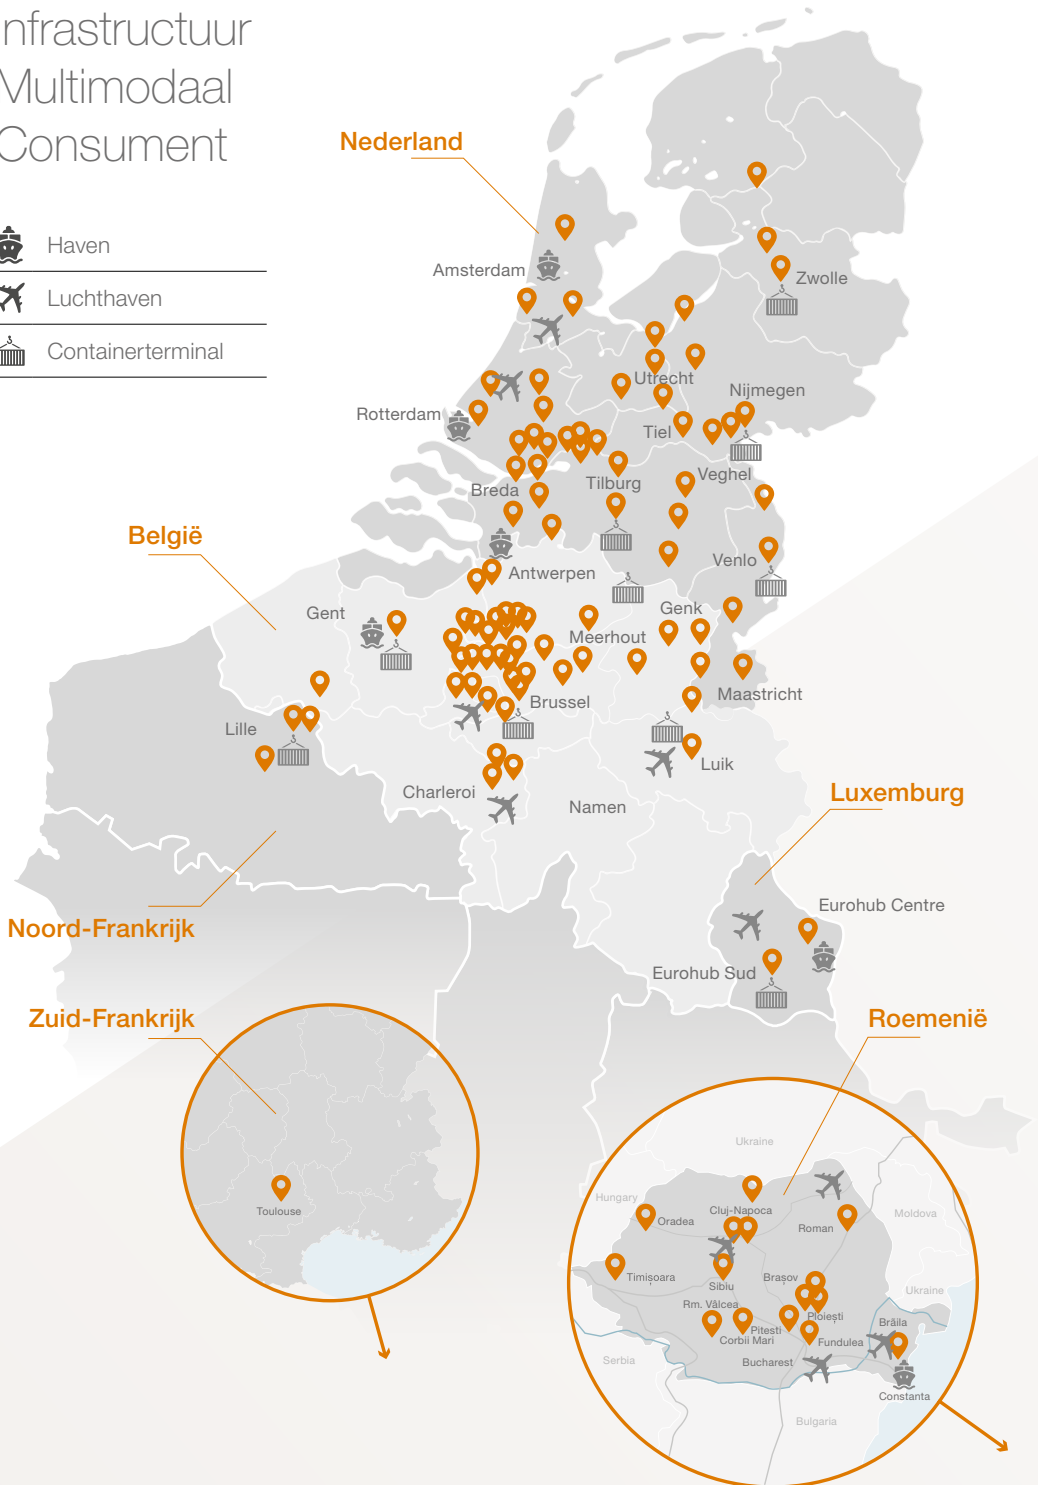 Infrastructuur
Multimodaal
Consument
Haven
Luchthaven
Containerterminal
Nederland
Amsterdam
Zwolle
Utrecht
Nijmegen
Rotterdam
Tiel
Veghel
Tilburg
Breda
België
Venlo
Antwerpen
Gent
Genk
Meerhout
Maastricht
Brussel
Lille
Luik
Charleroi
Namen
Luxemburg
Eurohub Centre
Noord-Frankrijk
Eurohub Sud
Zuid-Frankrijk
Roemenië
Toulouse
Ukraine
Hungary
Cluj-Napoca
Oradea
Roman
Moldova
Timișoara
Sibiu
Brașov
Ukraine
Rm. Vâlcea
Ploiești
Pitesti
Brăila
Corbii Mari
Fundulea
Serbia
Bucharest
Constanta
Bulgaria